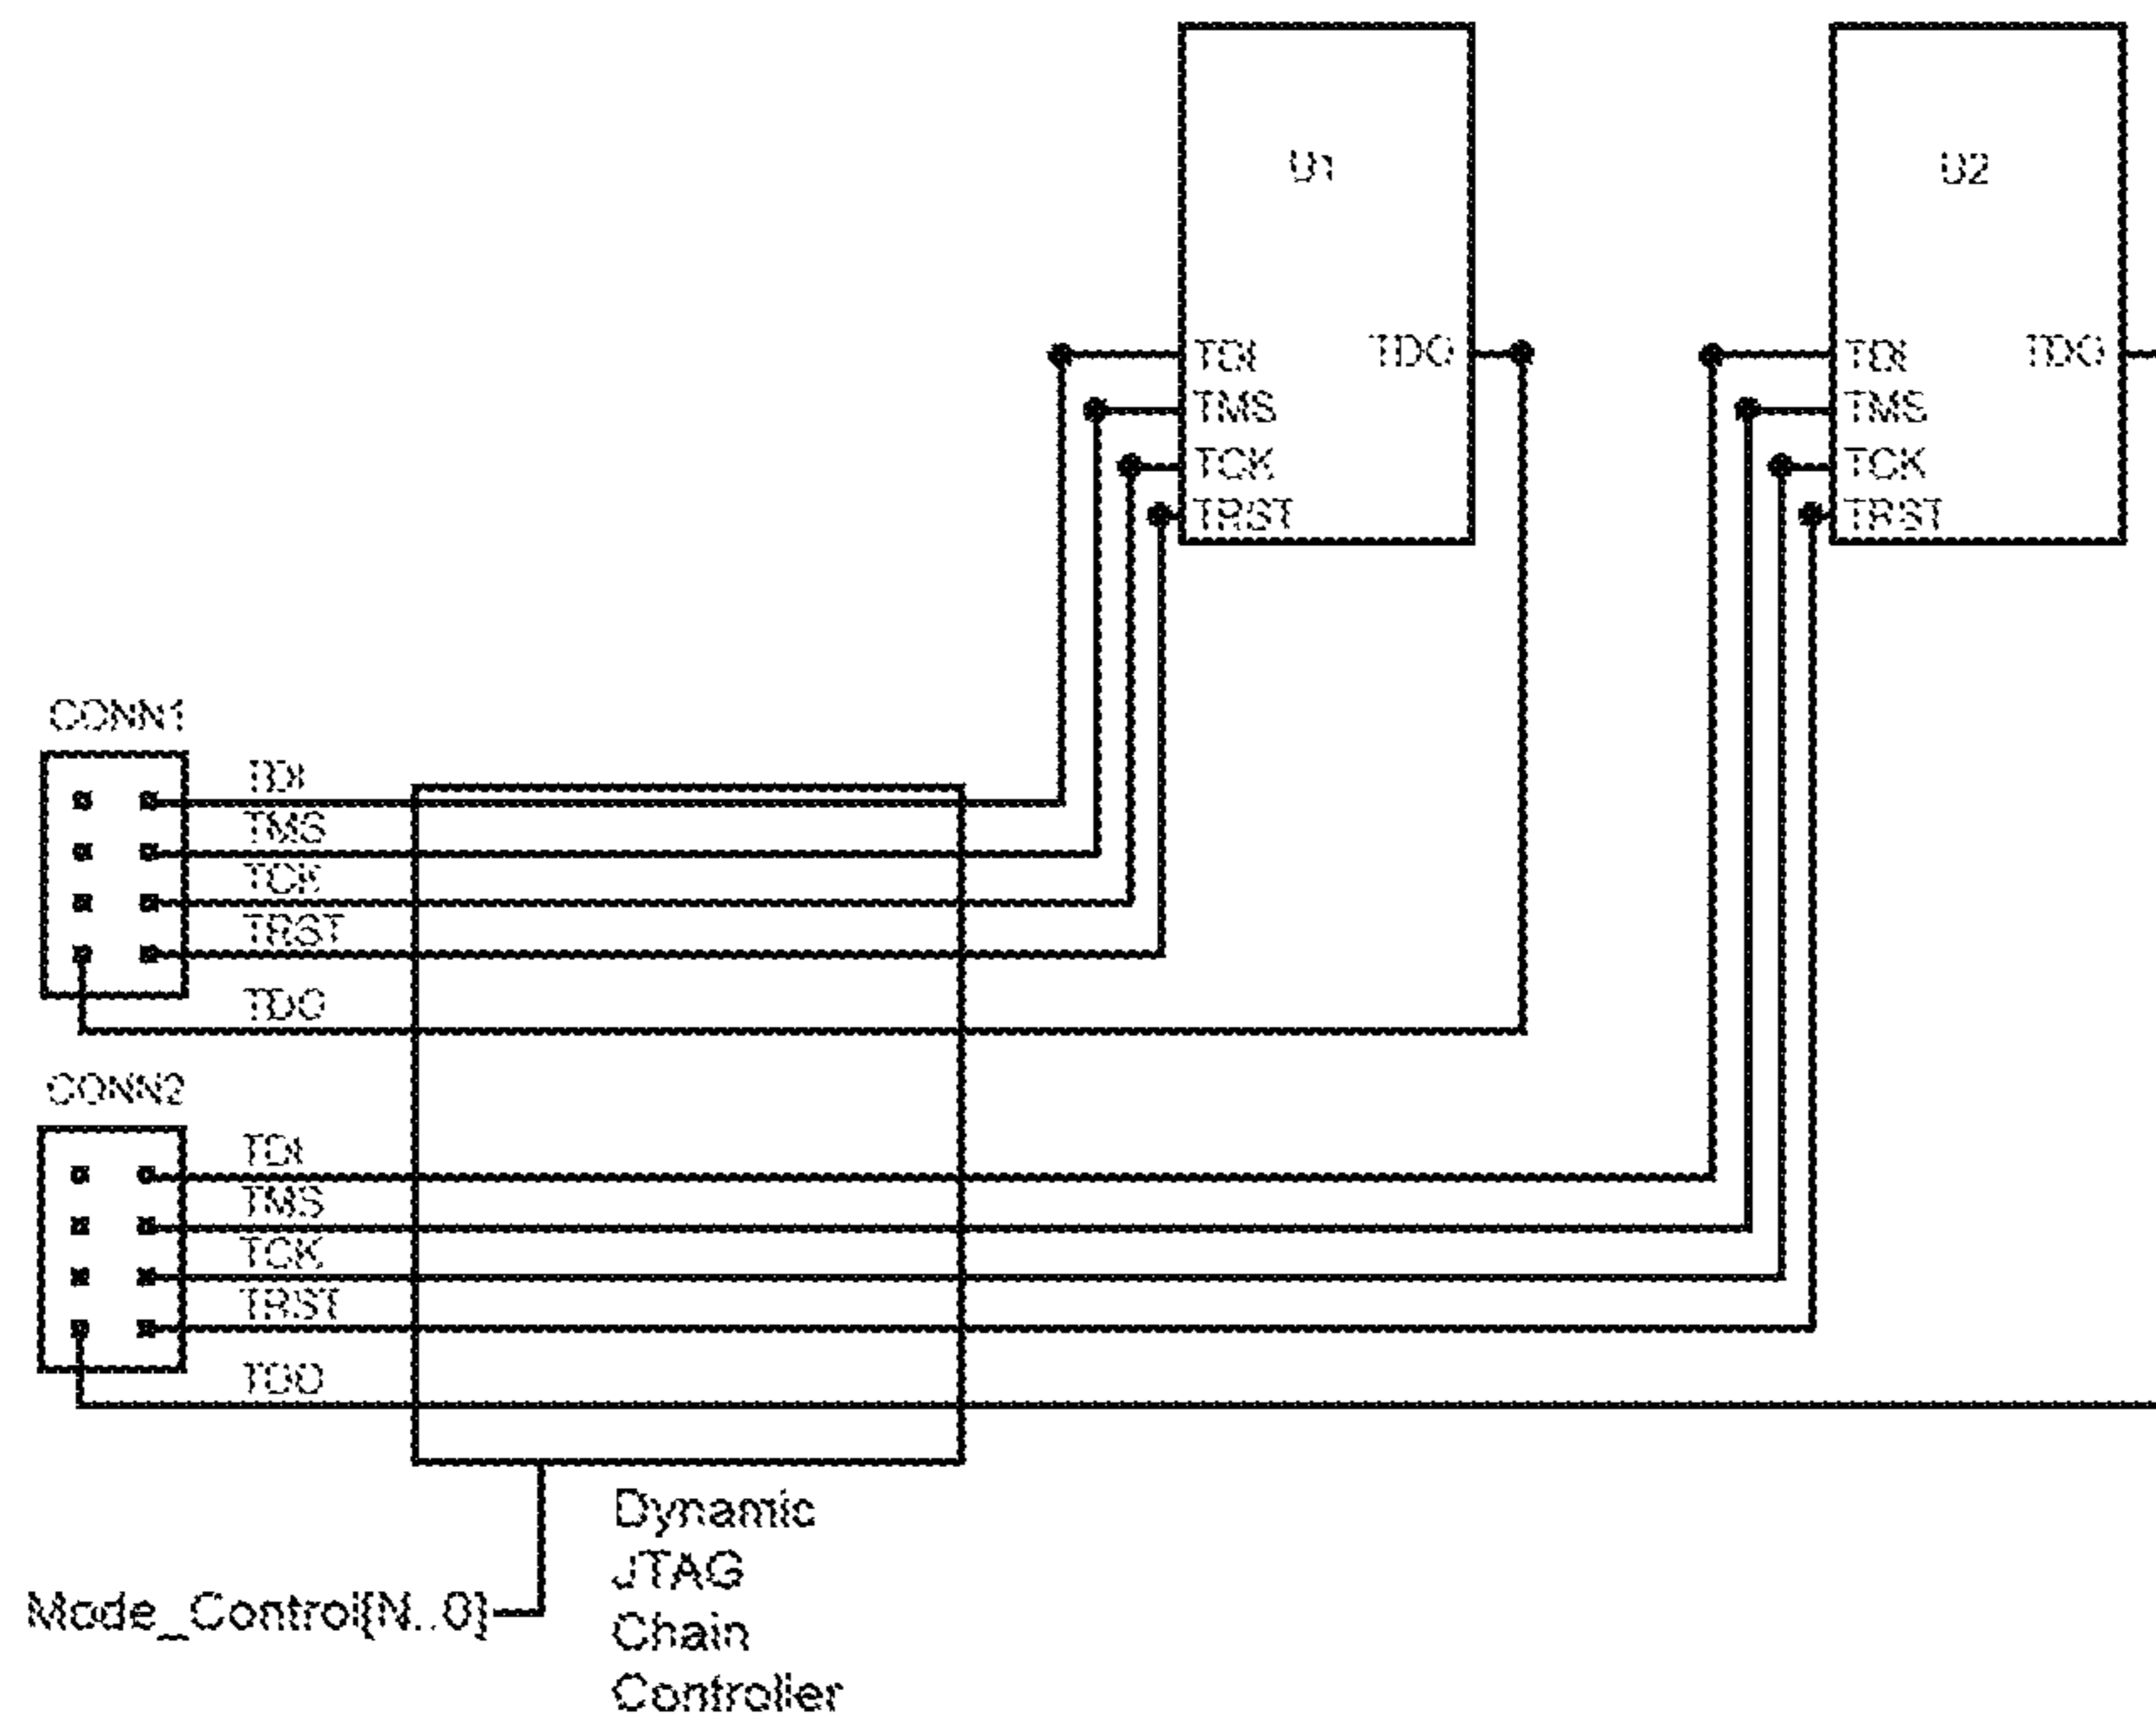 U1
TDI
TDO
TMS
TCK
TRST
U2
TDI
TDO
TMS
TCK
TRST
CONN1
TDI
TMS
TCK
TRST
TDO
CONN2
TDI
TMS
TCK
TRST
TDO
Dynamic
JTAG
Chain
Controller
Mode_Control[N..0]